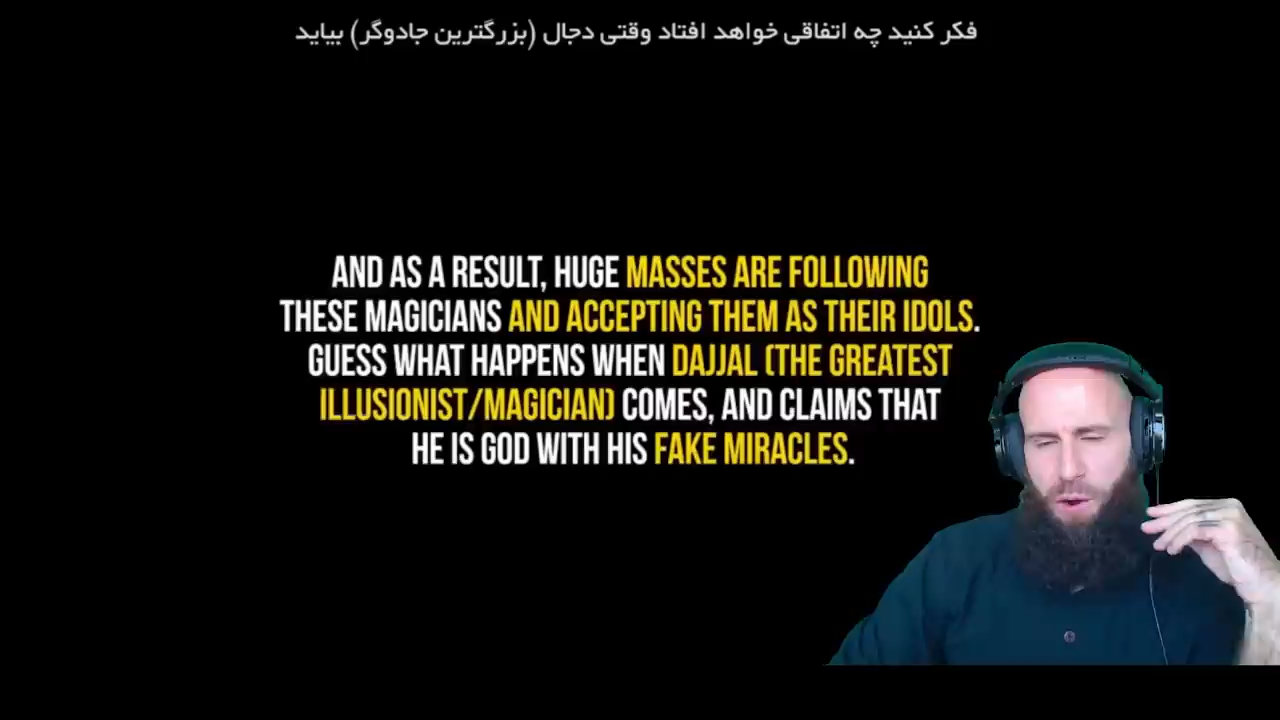 فکر کنید چه اتفاقی خواهد افتاد وقتی دجال (بزرگترین جادوگر) بیاید
AND AS A RESULT, HUGE MASSES ARE FOLLOWING
THESE MAGICIANS AND ACCEPTING THEM AS THEIR IDOLS.
GUESS WHAT HAPPENS WHEN DAJJAL (THE GREATEST
ILLUSIONIST/MAGICIAN) COMES, AND CLAIMS THAT
HE IS GOD WITH HIS FAKE MIRACLES.